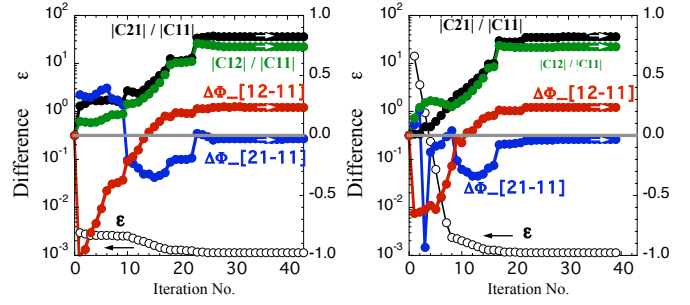 |C21| / |C11|
|C12| / |C11|
ΔΦ_[12-11]
ΔΦ_[21-11]
ε
Difference ε
10²
10¹
10⁰
10⁻¹
10⁻²
10⁻³
1.0
0.5
0.0
-0.5
-1.0
0 10 20 30 40
Iteration No.
|C21| / |C11|
|C12| / |C11|
ΔΦ_[12-11]
ΔΦ_[21-11]
ε
Difference ε
10²
10¹
10⁰
10⁻¹
10⁻²
10⁻³
1.0
0.5
0.0
-0.5
-1.0
0 10 20 30 40
Iteration No.